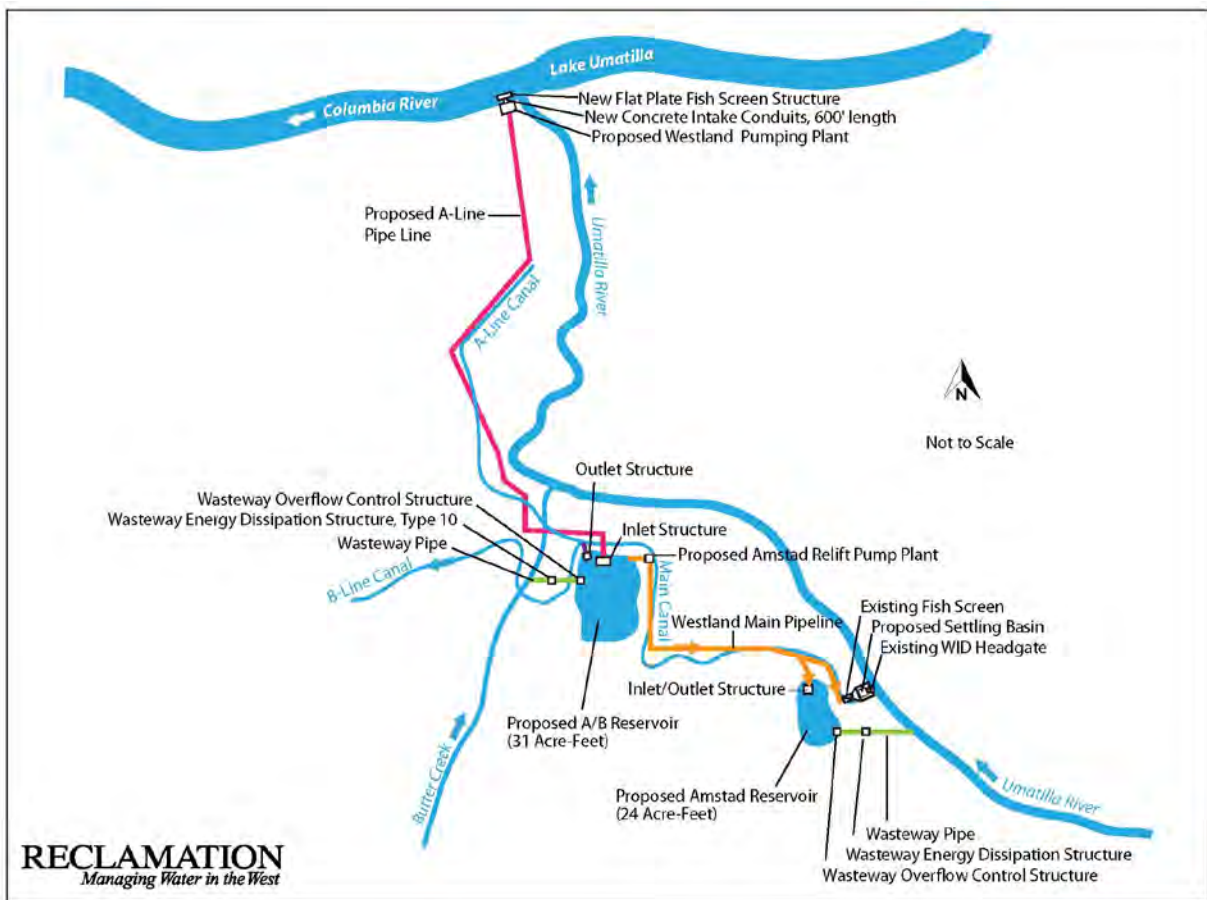 Lake Umatilla
Columbia River
New Flat Plate Fish Screen Structure
New Concrete Intake Conduits, 600' length
Proposed Westland Pumping Plant
Proposed A-Line
Pipe Line
Umatilla River
A-Line Canal
N
Not to Scale
Outlet Structure
Wasteway Overflow Control Structure
Wasteway Energy Dissipation Structure, Type 10
Wasteway Pipe
Inlet Structure
Proposed Amstad Relift Pump Plant
B-Line Canal
Main Canal
Existing Fish Screen
Proposed Settling Basin
Existing WID Headgate
Westland Main Pipeline
Inlet/Outlet Structure
Proposed A/B Reservoir
(31 Acre-Feet)
Butter Creek
Proposed Amstad Reservoir
(24 Acre-Feet)
Umatilla River
Wasteway Pipe
Wasteway Energy Dissipation Structure
Wasteway Overflow Control Structure
RECLAMATION
Managing Water in the West